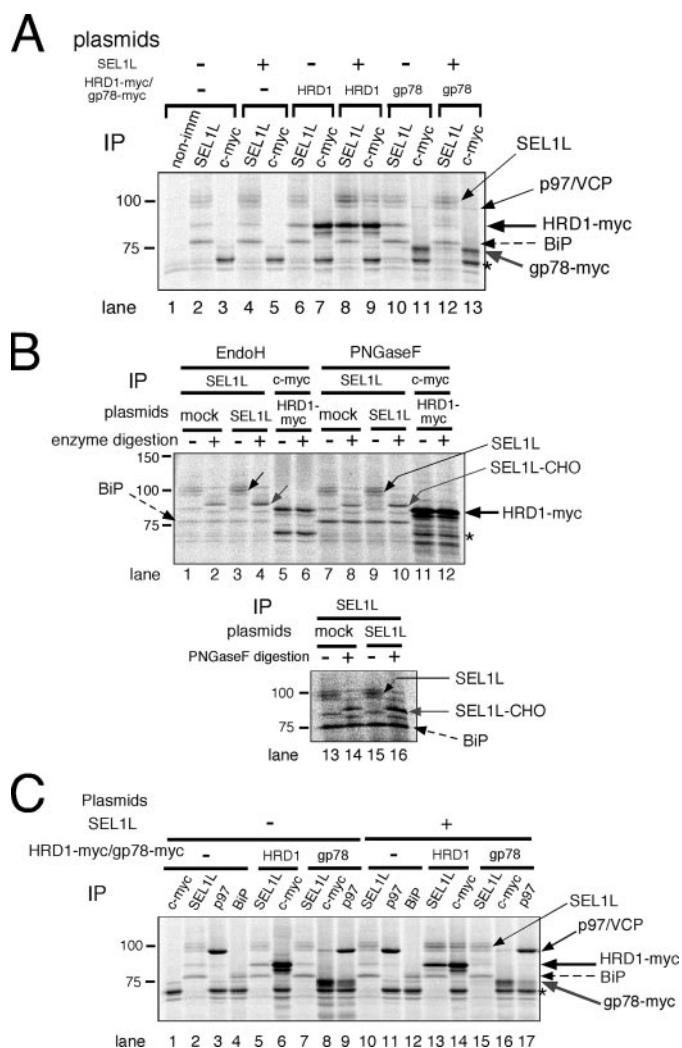 A
plasmids
SEL1L - + - + - +
HRD1-myc/
gp78-myc - - HRD1 HRD1 gp78 gp78
IP non-imm SEL1L c-myc SEL1L c-myc SEL1L c-myc SEL1L c-myc SEL1L c-myc SEL1L c-myc
SEL1L
p97/VCP
100
HRD1-myc
BiP
75
gp78-myc
*
lane 1 2 3 4 5 6 7 8 9 10 11 12 13
B
EndoH PNGaseF
IP SEL1L c-myc SEL1L c-myc
plasmids mock SEL1L HRD1-myc mock SEL1L HRD1-myc
enzyme digestion - + - + - + - + - + - +
150
SEL1L
SEL1L-CHO
BiP
100
HRD1-myc
75
*
lane 1 2 3 4 5 6 7 8 9 10 11 12
IP SEL1L
plasmids mock SEL1L
PNGaseF digestion - + - +
SEL1L
100
SEL1L-CHO
75
BiP
lane 13 14 15 16
C
Plasmids
SEL1L - +
HRD1-myc/gp78-myc - HRD1 gp78 - HRD1 gp78
IP c-myc SEL1L p97 BiP SEL1L c-myc SEL1L c-myc p97 SEL1L p97 BiP SEL1L c-myc SEL1L c-myc p97
SEL1L
p97/VCP
100
HRD1-myc
BiP
75
*
gp78-myc
lane 1 2 3 4 5 6 7 8 9 10 11 12 13 14 15 16 17